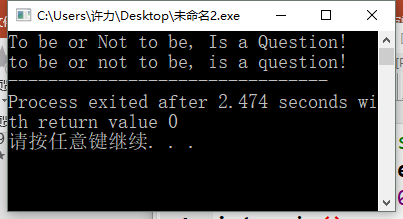 C:\Users\许力\Desktop\未命名2.exe
To be or Not to be, Is a Question!
to be or not to be, is a question!
--------------------------------
Process exited after 2.474 seconds wi
th return value 0
请按任意键继续. . .